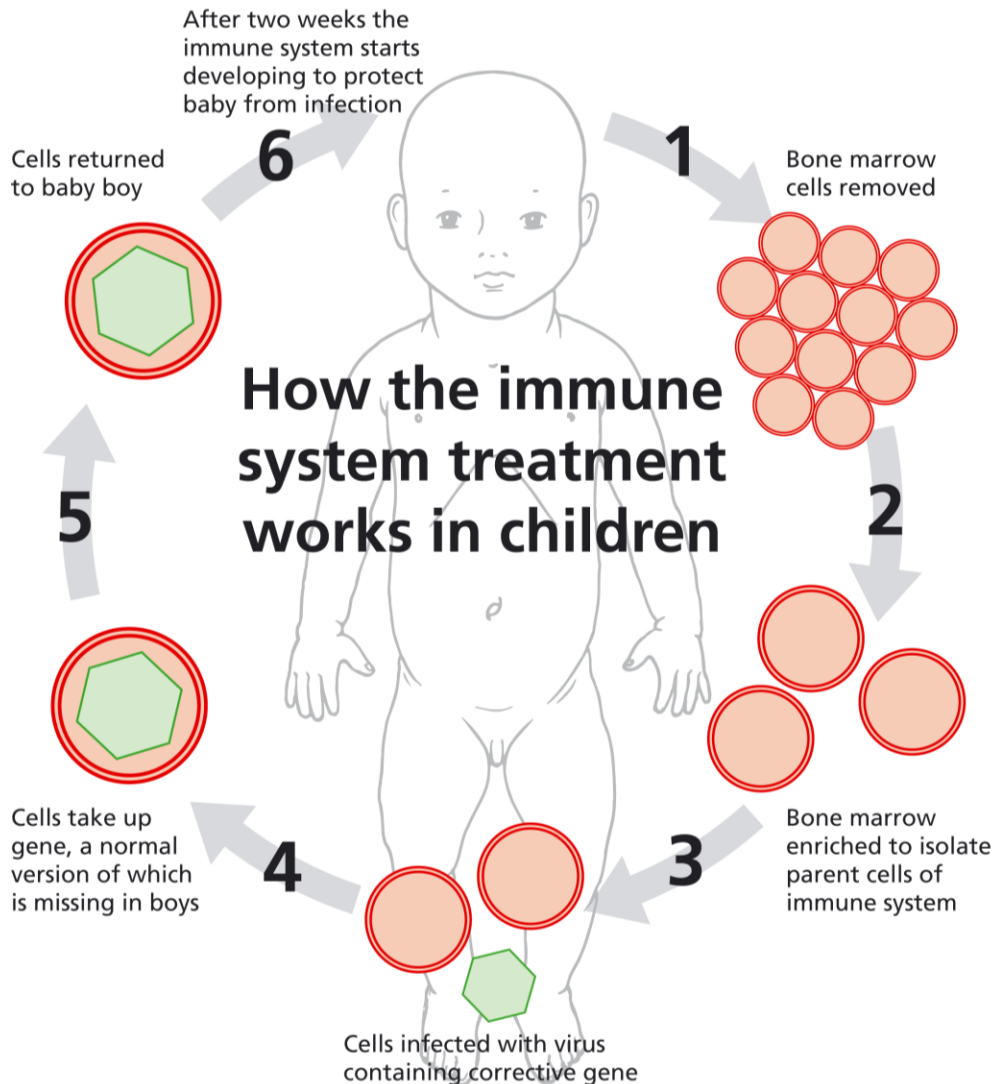 How the immune
system treatment
works in children
1
Bone marrow
cells removed
2
Bone marrow
enriched to isolate
parent cells of
immune system
3
Cells infected with virus
containing corrective gene
4
Cells take up
gene, a normal
version of which
is missing in boys
5
Cells returned
to baby boy
6
After two weeks the
immune system starts
developing to protect
baby from infection